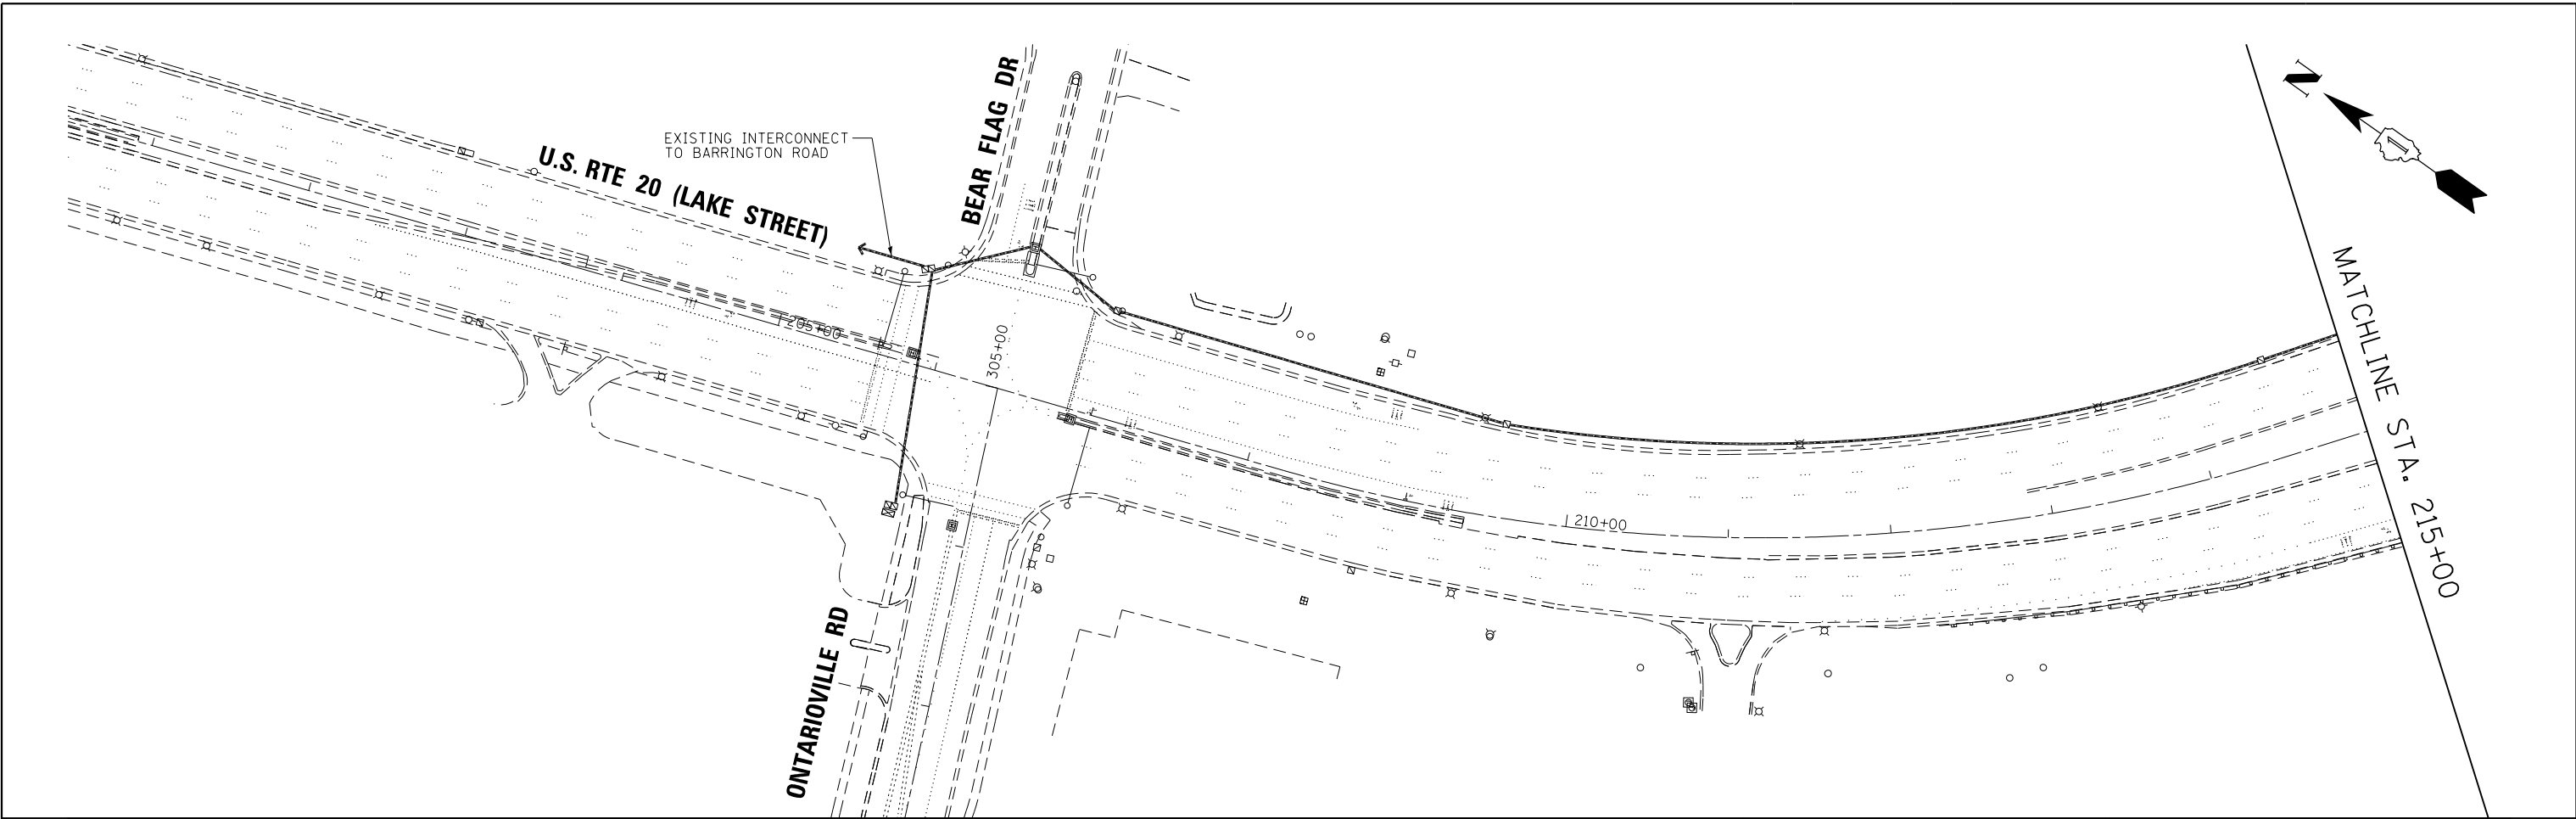 EXISTING INTERCONNECT
TO BARRINGTON ROAD
U.S. RTE 20 (LAKE STREET)
BEAR FLAG DR
N
205+00
305+00
210+00
MATCHLINE STA. 215+00
ONTARIOVILLE RD